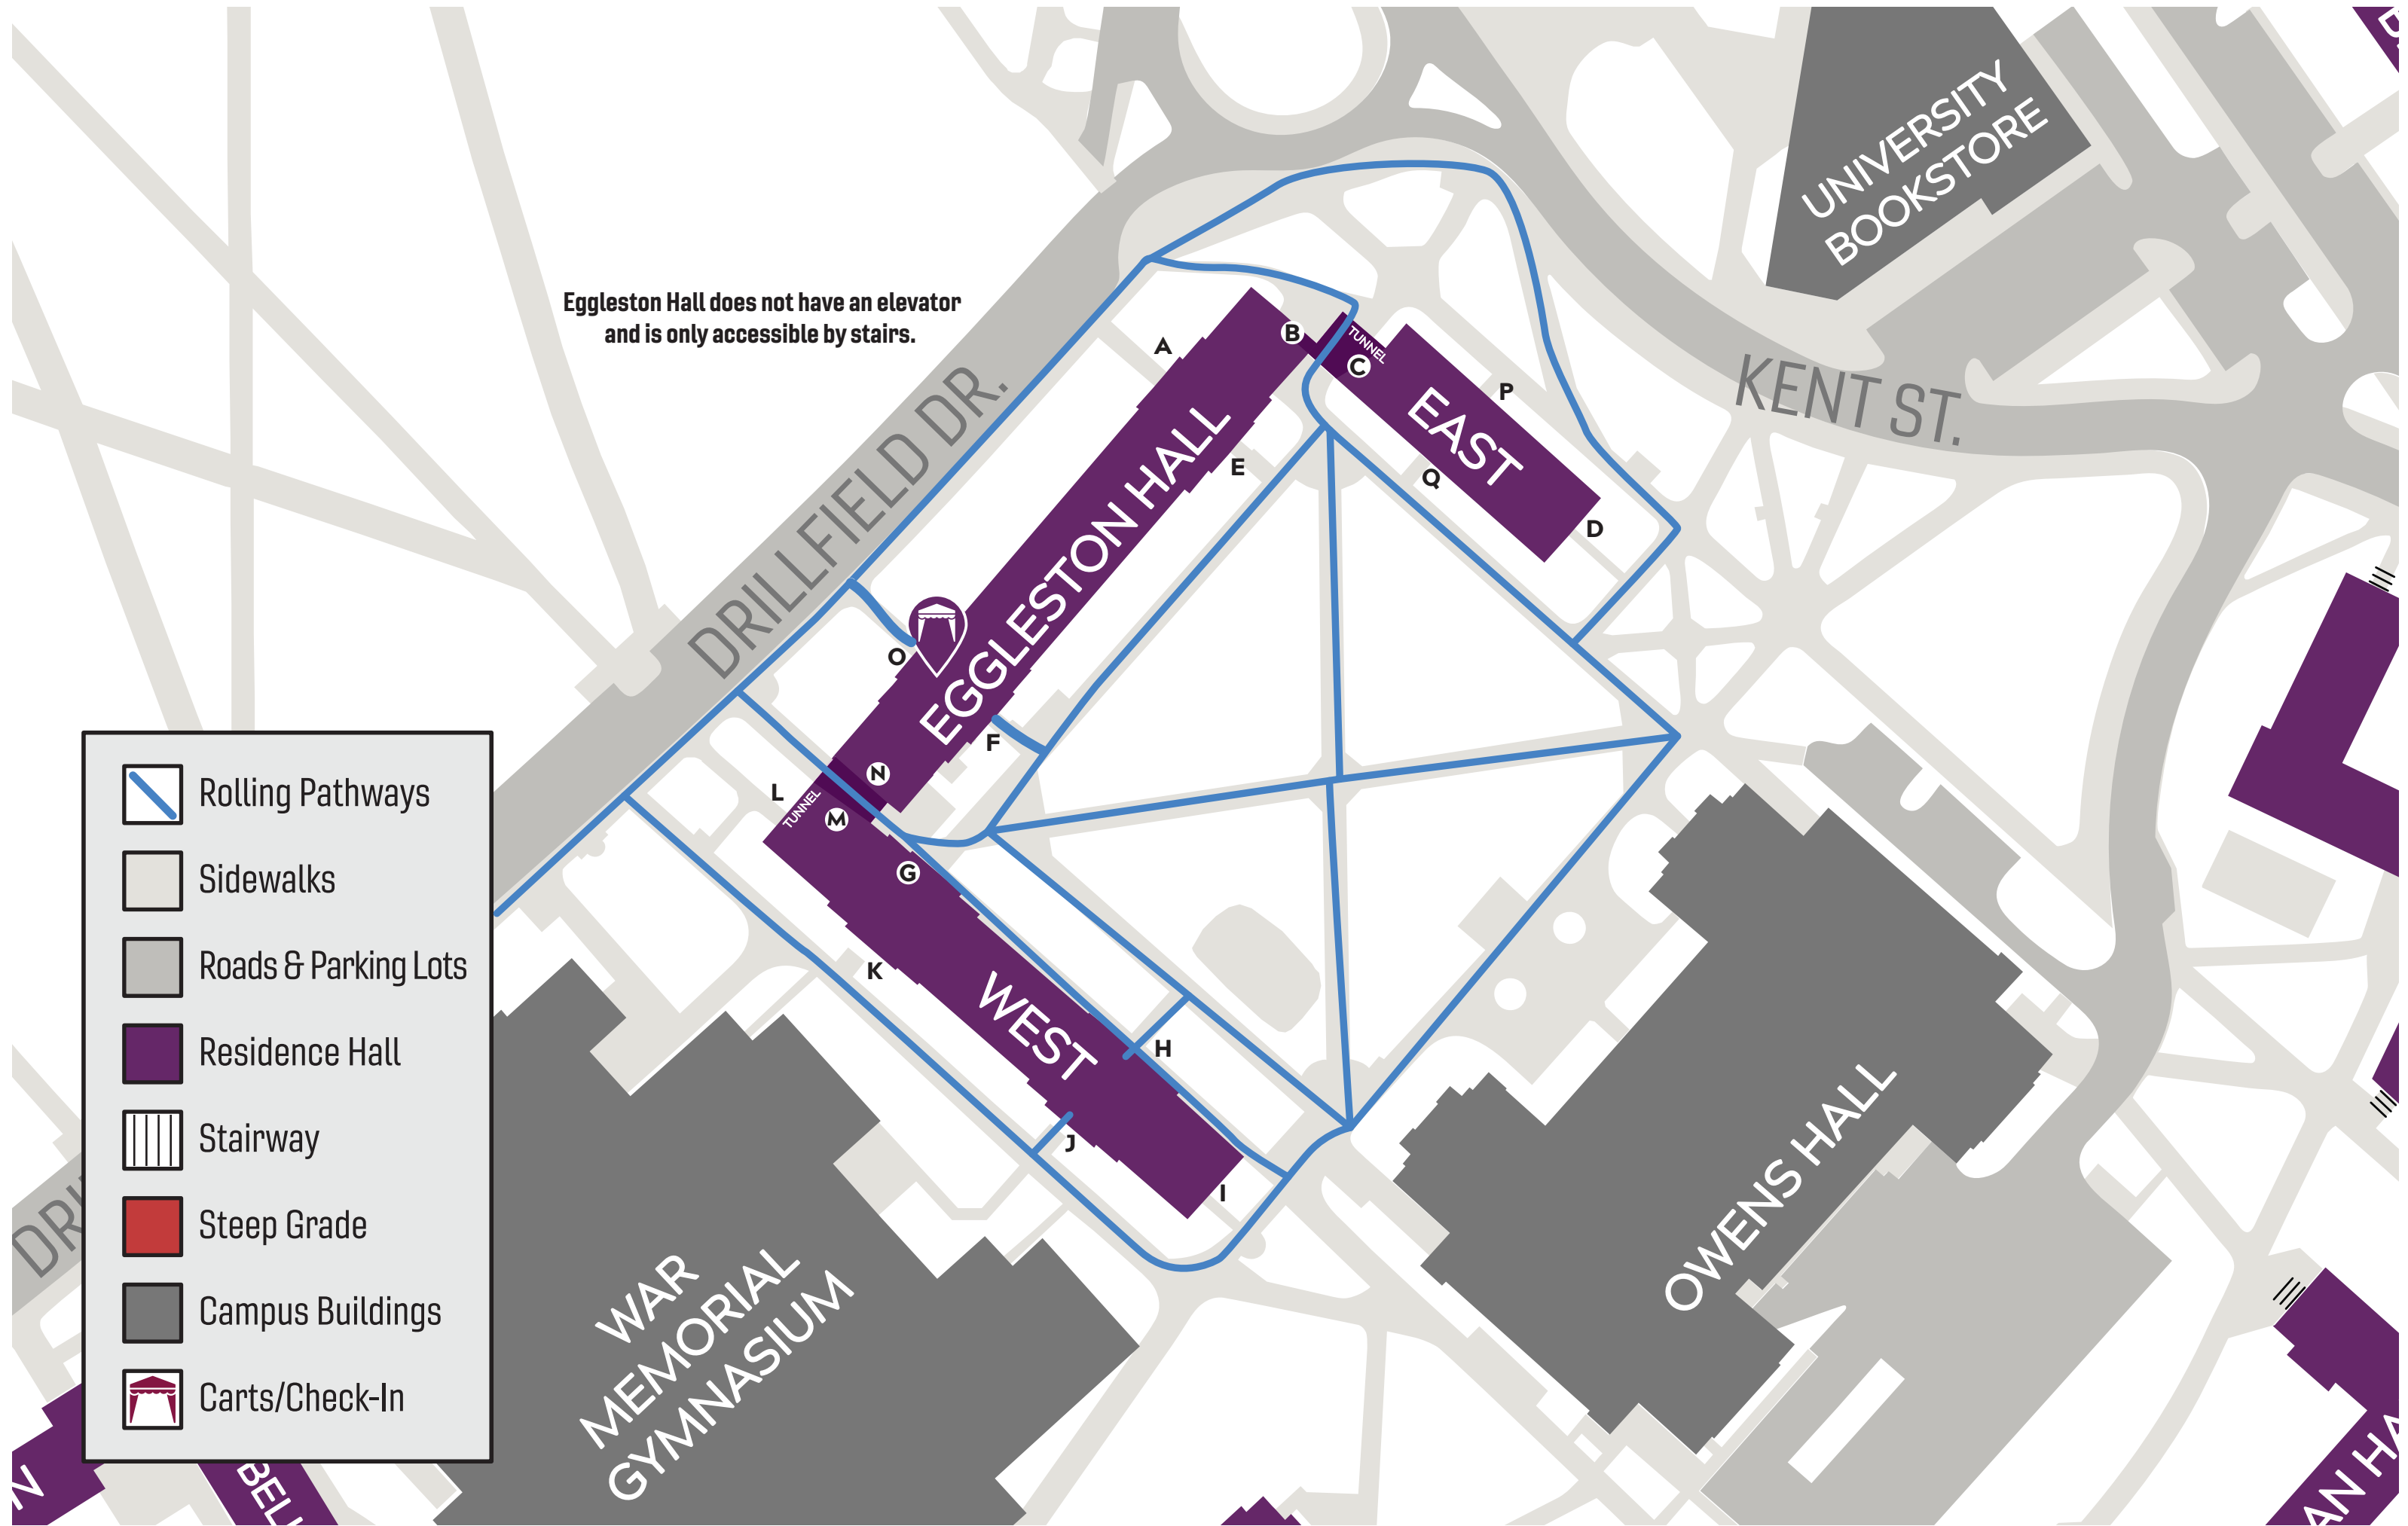 UNIVERSITY
BOOKSTORE
Eggleston Hall does not have an elevator
and is only accessible by stairs.
DRILLFIELD DR.
KENT ST.
A
B
TUNNEL
C
P
EAST
Q
D
E
EGGLESTON HALL
O
F
N
L
TUNNEL
M
G
K
WEST
H
J
I
OWENS HALL
WAR
MEMORIAL
GYMNASIUM
Rolling Pathways
Sidewalks
Roads & Parking Lots
Residence Hall
Stairway
Steep Grade
Campus Buildings
Carts/Check-In